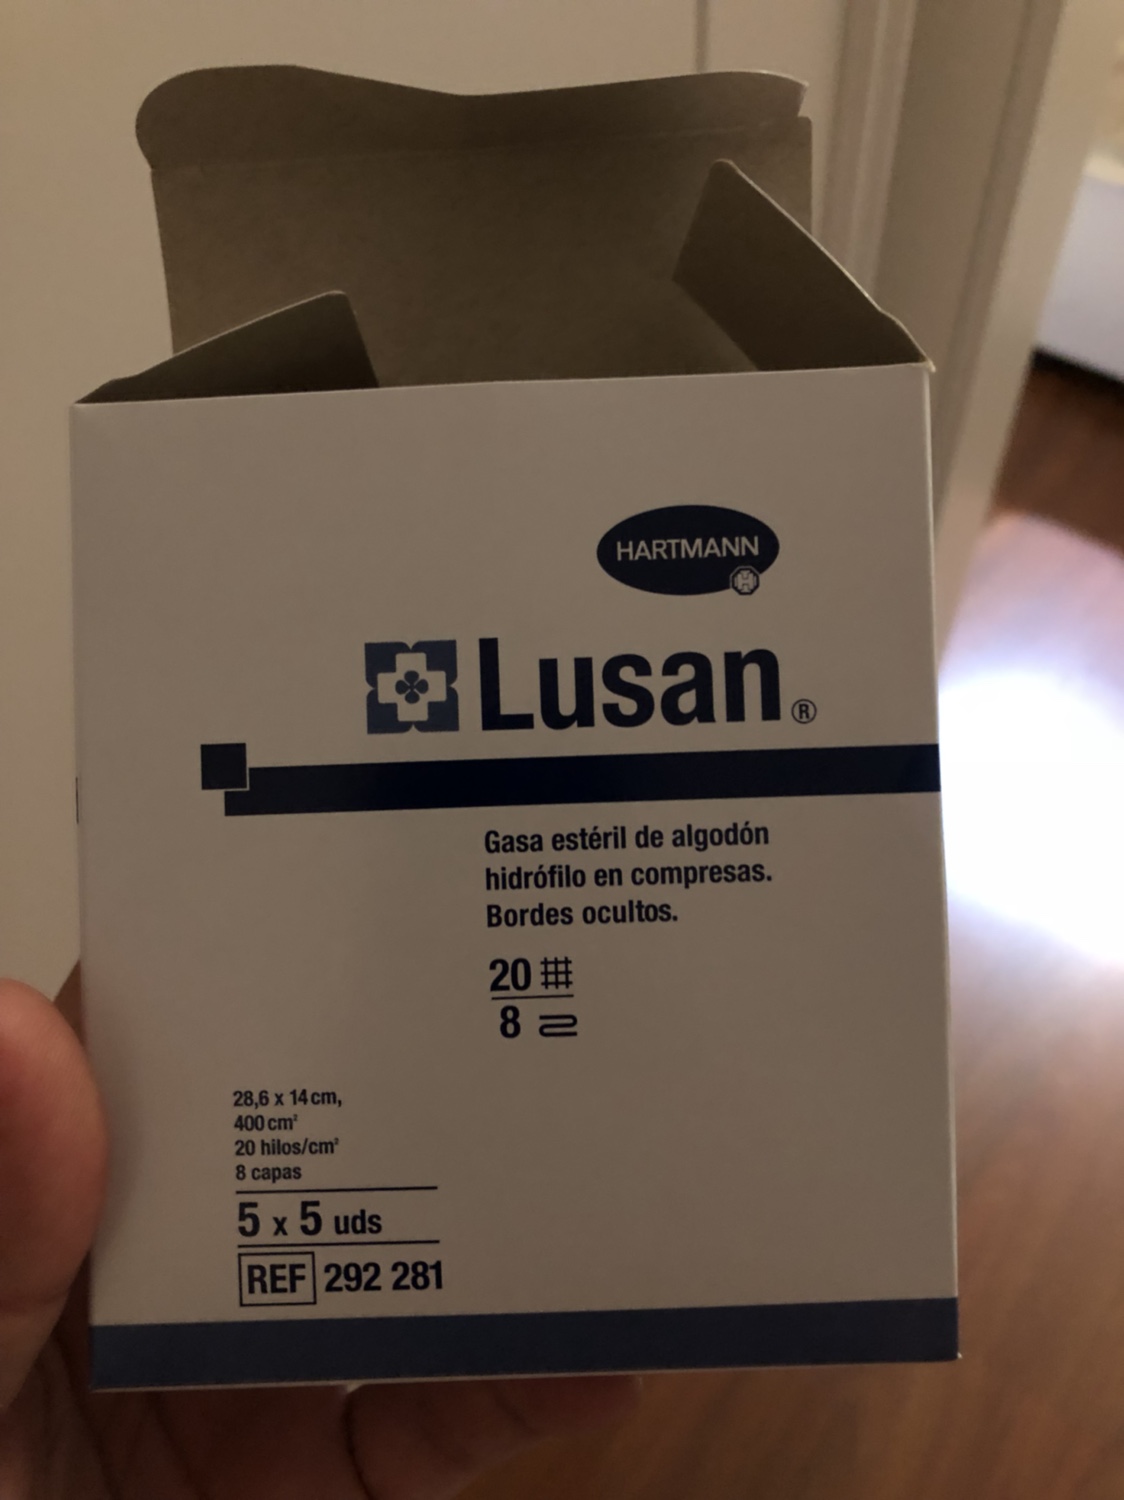 HARTMANN
Lusan®
Gasa estéril de algodón
hidrófilo en compresas.
Bordes ocultos.
20
8
28,6 x 14 cm,
400 cm²
20 hilos/cm²
8 capas
5 x 5 uds
REF 292 281